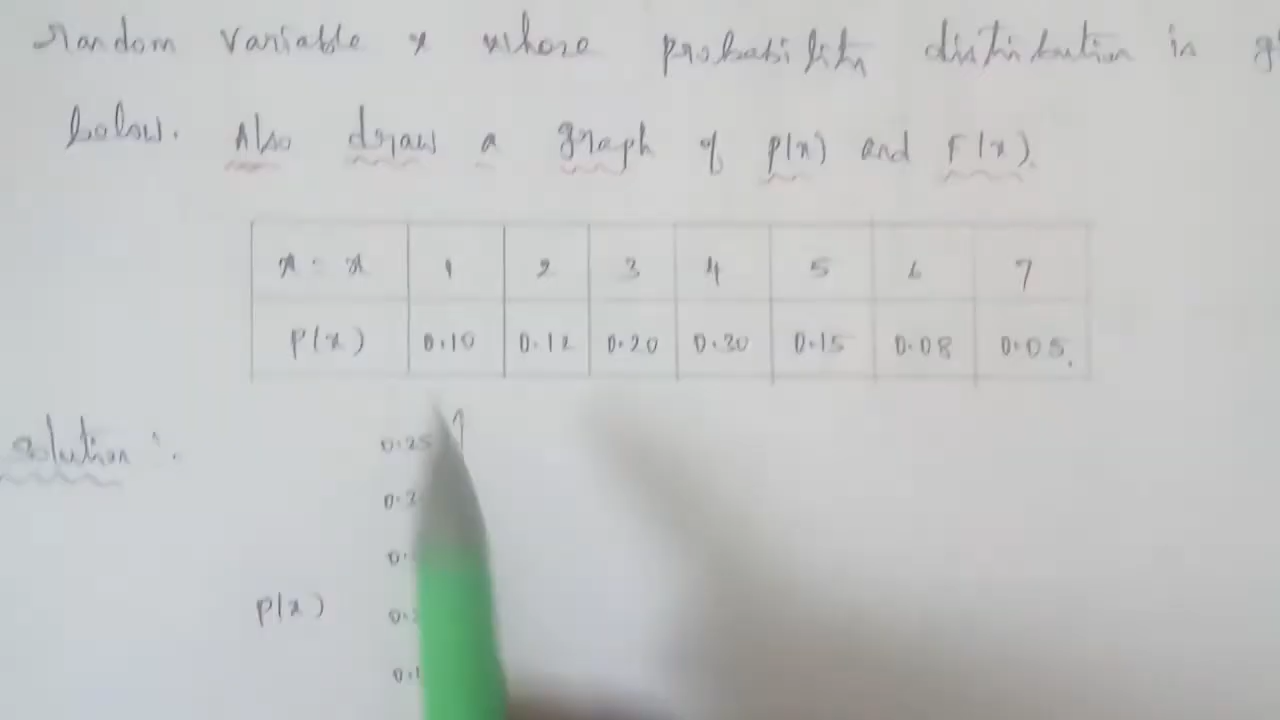 random variable x where probability distribution is
below. Also draw a graph of p(x) and F(x).
x = x 1 2 3 4 5 6 7
P(x) 0.10 0.12 0.20 0.30 0.15 0.08 0.05.
Solution :
0.25
P(x)